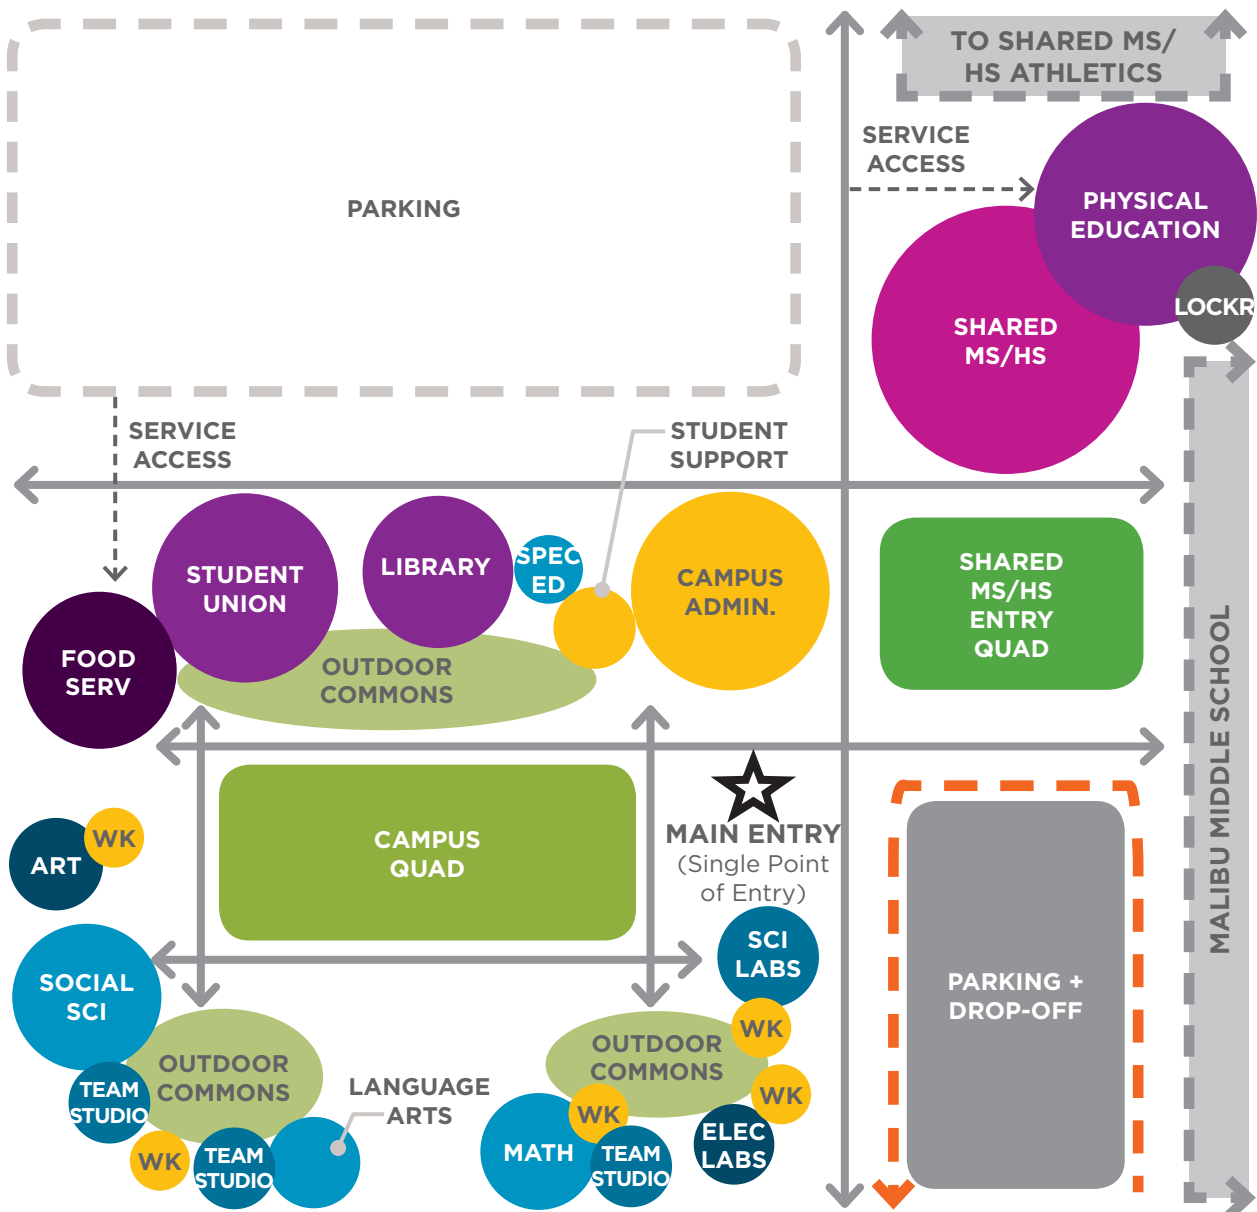 TO SHARED MS/
HS ATHLETICS
SERVICE
ACCESS
PARKING
PHYSICAL
EDUCATION
LOCKR
SHARED
MS/HS
SERVICE
ACCESS
STUDENT
SUPPORT
STUDENT
UNION
LIBRARY
SPEC
ED
CAMPUS
ADMIN.
SHARED
MS/HS
ENTRY
QUAD
FOOD
SERV
OUTDOOR
COMMONS
MALIBU MIDDLE SCHOOL
CAMPUS
QUAD
MAIN ENTRY
(Single Point
of Entry)
WK
ART
SCI
LABS
SOCIAL
SCI
PARKING +
DROP-OFF
WK
OUTDOOR
COMMONS
OUTDOOR
COMMONS
TEAM
STUDIO
LANGUAGE
ARTS
WK
WK
ELEC
LABS
MATH
TEAM
STUDIO
WK
TEAM
STUDIO